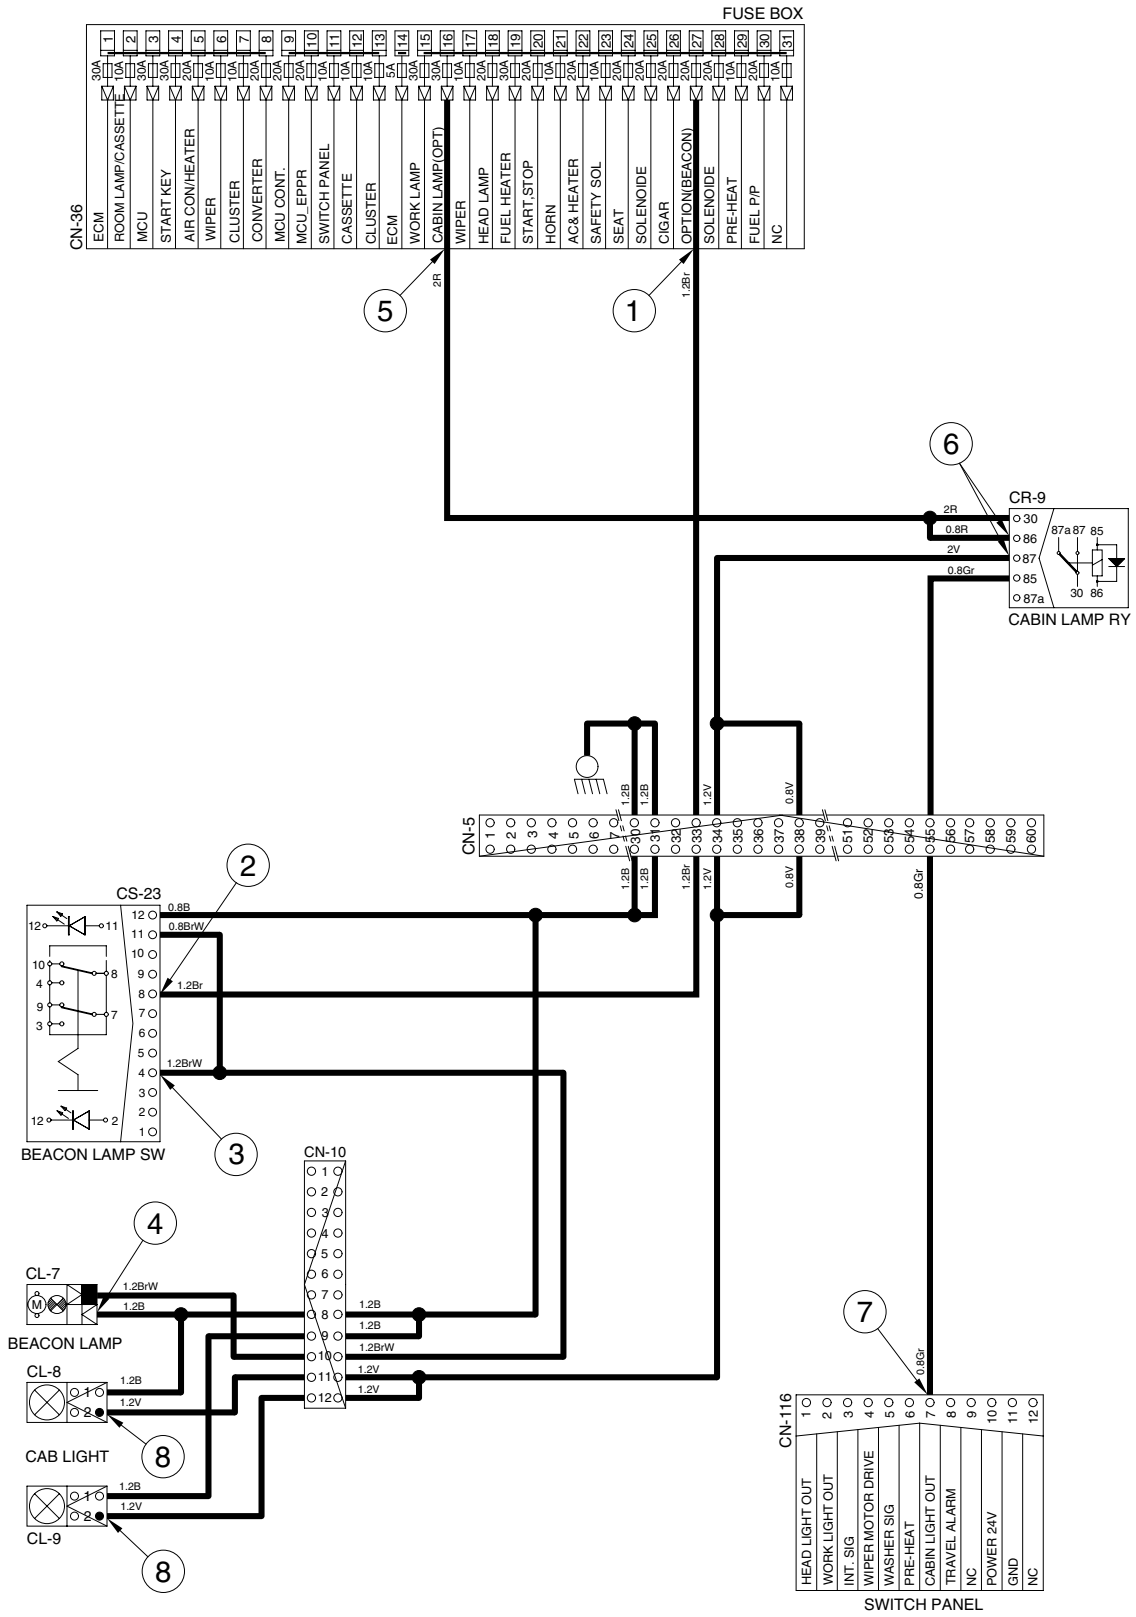 FUSE BOX
1 2 3 4 5 6 7 8 9 10 11 12 13 14 15 16 17 18 19 20 21 22 23 24 25 26 27 28 29 30 31
30A 10A 30A 30A 20A 10A 10A 20A 20A 10A 10A 10A 10A 5A 30A 30A 10A 20A 30A 20A 10A 20A 10A 20A 20A 10A 20A 20A 10A 20A 10A
CN-36
ECM
ROOM LAMP/CASSETTE
MCU
START KEY
AIR CON/HEATER
WIPER
CLUSTER
CONVERTER
MCU CONT.
MCU_EPPR
SWITCH PANEL
CASSETTE
CLUSTER
ECM
WORK LAMP
CABIN LAMP(OPT)
WIPER
HEAD LAMP
FUEL HEATER
START,STOP
HORN
AC& HEATER
SAFETY SOL
SEAT
SOLENOIDE
CIGAR
OPTION(BEACON)
SOLENOIDE
PRE-HEAT
FUEL P/P
NC
2R
1.2Br
5
1
6
CR-9
2R
30
0.8R
86
2V
87
0.8Gr
85
87a
87a 87 85
30 86
CABIN LAMP RY
1.2B 1.2B 1.2V 0.8V
CN-5
1 2 3 4 5 6 7 30 31 32 33 34 35 36 37 38 39 51 52 53 54 55 56 57 58 59 60
1.2B 1.2B 1.2Br 1.2V 0.8V 0.8Gr
2
CS-23
12 0.8B
11 0.8BrW
10
9
8 1.2Br
7
6
5
4 1.2BrW
3
2
1
12 11
10 8
4
9 7
3
12 2
BEACON LAMP SW
3
CN-10
1
2
3
4
5
6
7
8 1.2B
9 1.2B
10 1.2BrW
11 1.2V
12 1.2V
4
CL-7
M
1.2BrW
1.2B
BEACON LAMP
CL-8
1 1.2B
2 1.2V
CAB LIGHT
8
1 1.2B
2 1.2V
CL-9
8
7
0.8Gr
CN-116
1 2 3 4 5 6 7 8 9 10 11 12
HEAD LIGHT OUT
WORK LIGHT OUT
INT. SIG
WIPER MOTOR DRIVE
WASHER SIG
PRE-HEAT
CABIN LIGHT OUT
TRAVEL ALARM
NC
POWER 24V
GND
NC
SWITCH PANEL